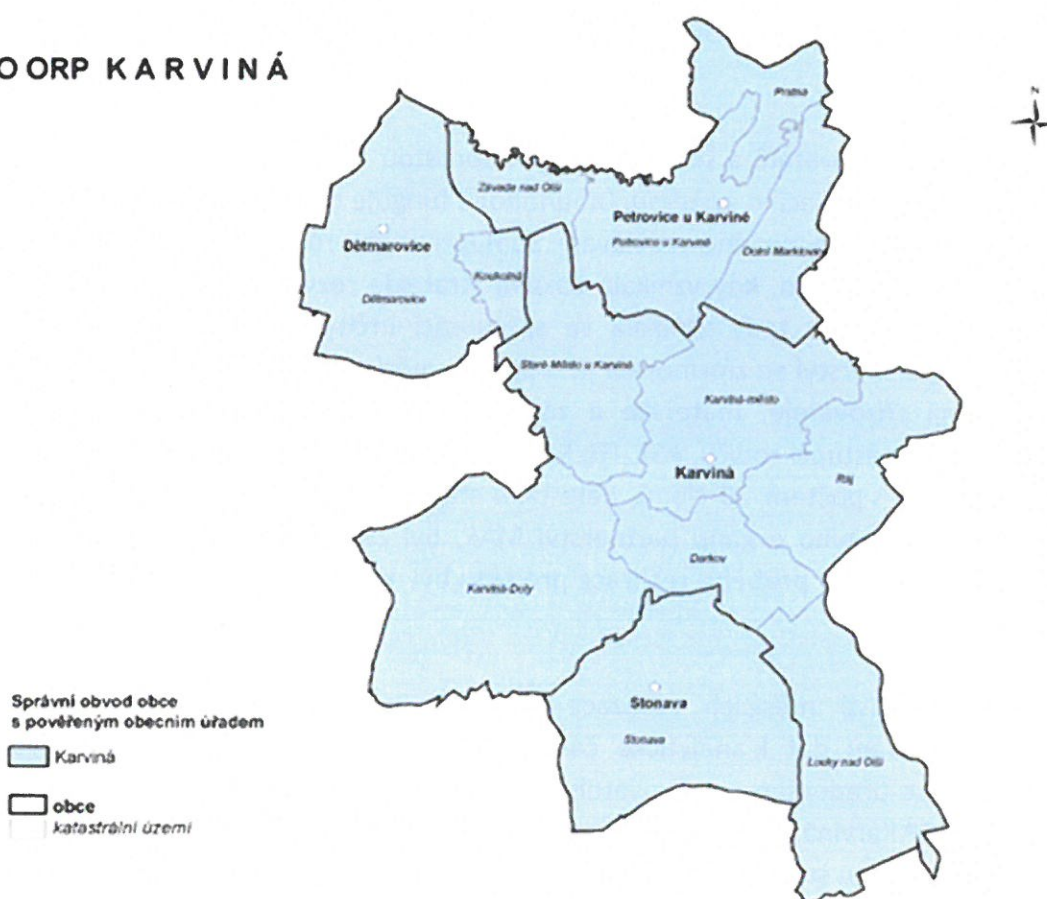 O ORP KARVINÁ
N
Prstná
Závada nad Olší
Petrovice u Karviné
Petrovice u Karviné
Dolní Marklovice
Dětmarovice
Koukolná
Dětmarovice
Staré Město u Karviné
Karviná-město
Karviná
Ráj
Darkov
Karviná-Doly
Stonava
Stonava
Louky nad Olší
Správní obvod obce
s pověřeným obecním úřadem
Karviná
obce
katastrální území